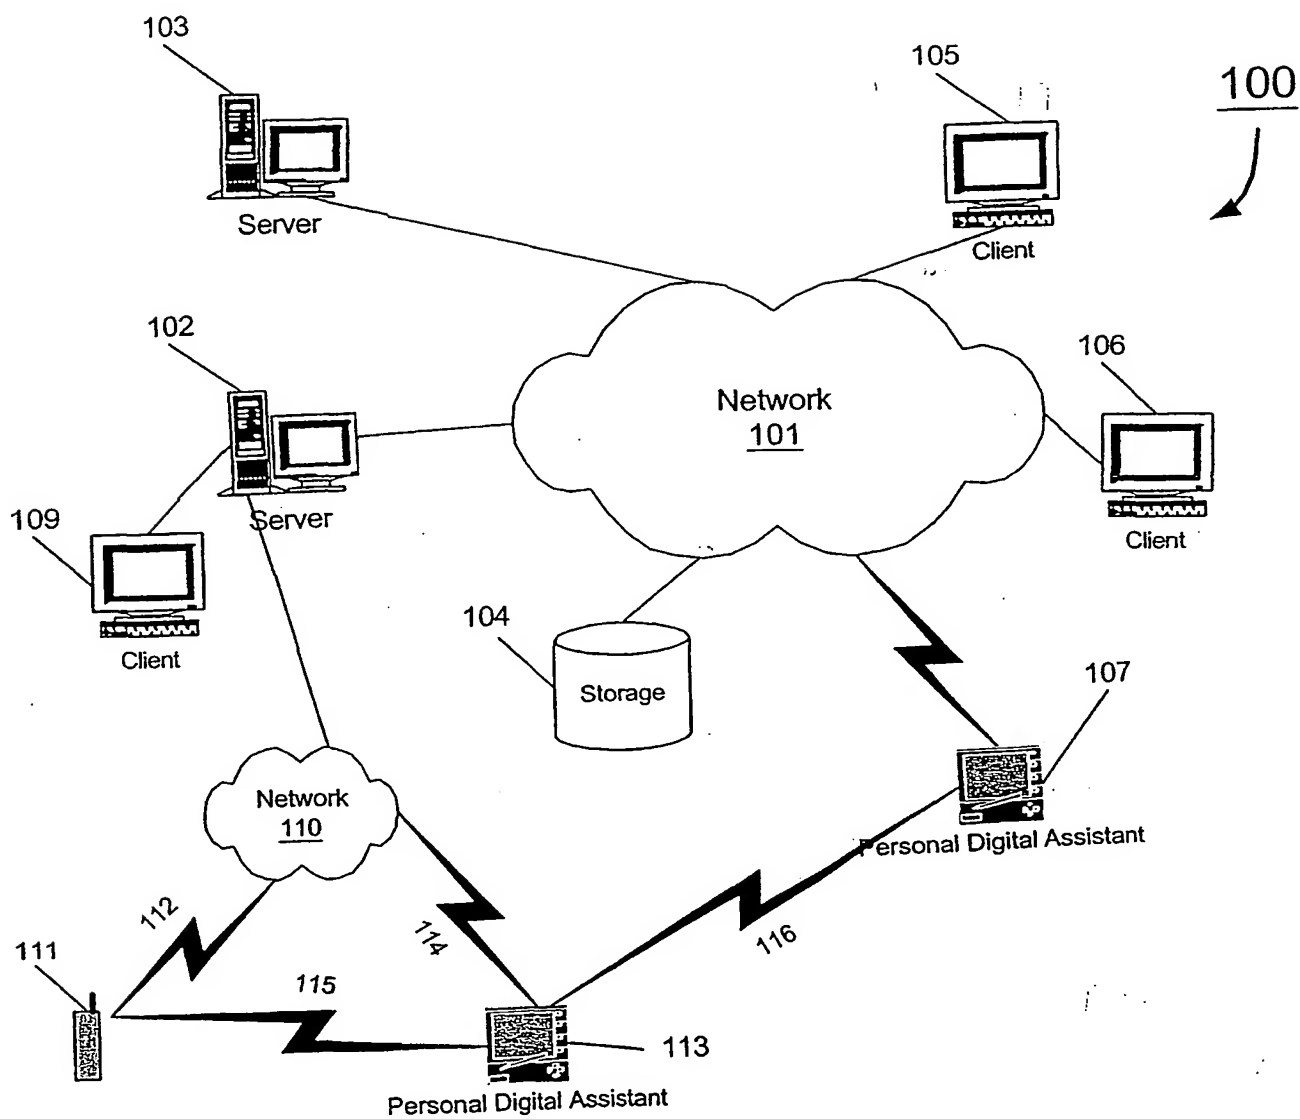 103
105
100
Server
Client
102
106
Network
101
109
Server
Client
Client
104
Storage
107
Network
110
Personal Digital Assistant
112
114
116
111
115
113
Personal Digital Assistant